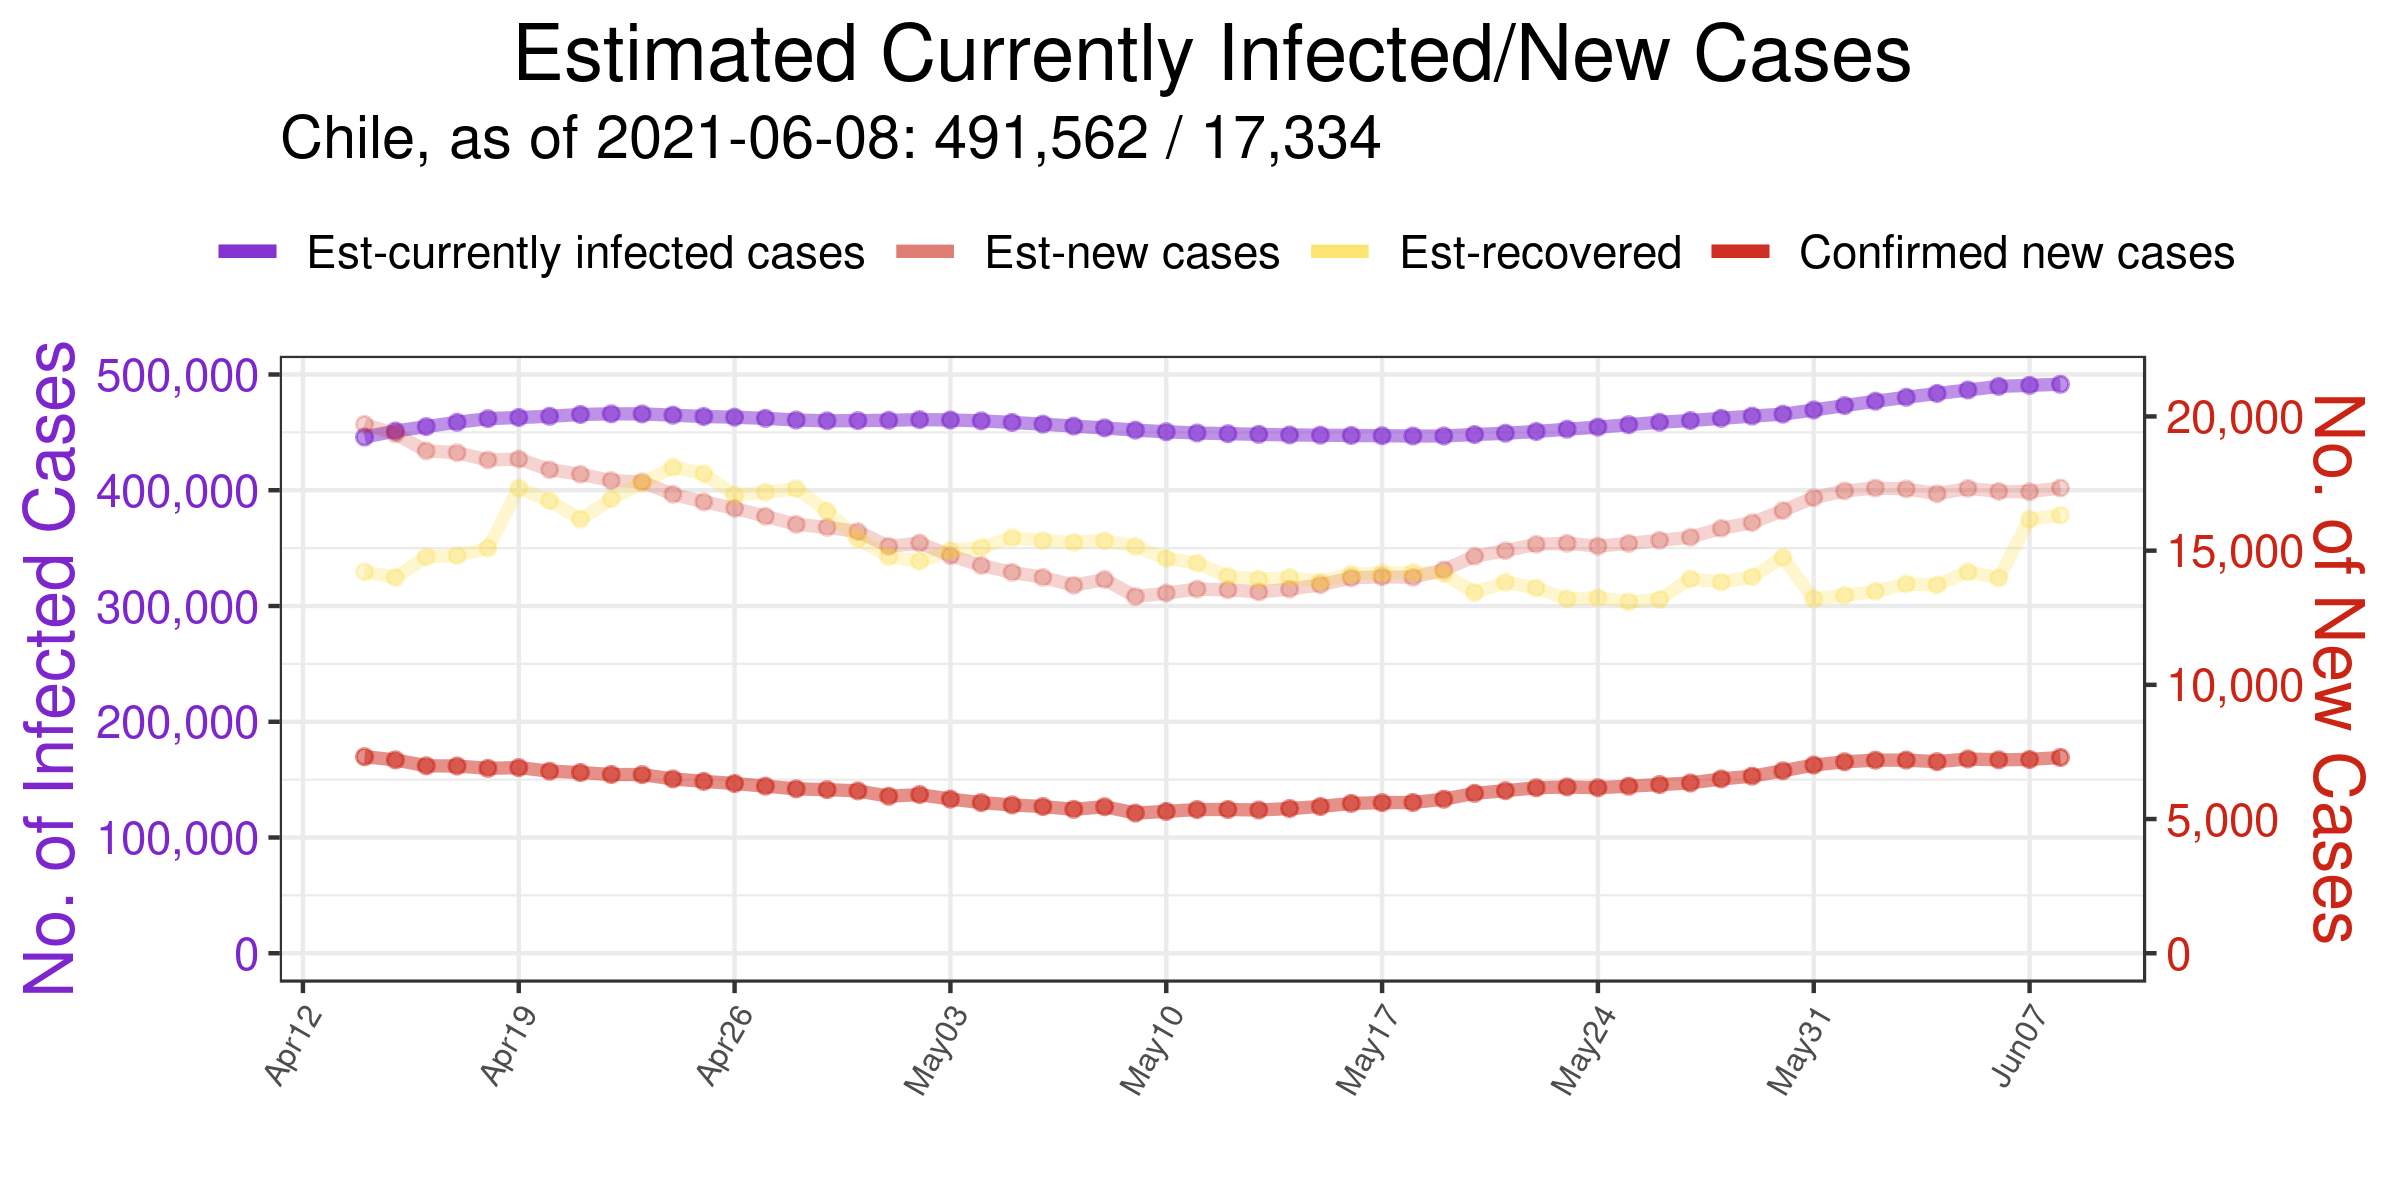 Estimated Currently Infected/New Cases
Chile, as of 2021-06-08: 491,562 / 17,334
Est-currently infected cases Est-new cases Est-recovered Confirmed new cases
No. of Infected Cases
500,000
400,000
300,000
200,000
100,000
0
20,000
15,000
10,000
5,000
0
No. of New Cases
Apr12 Apr19 Apr26 May03 May10 May17 May24 May31 Jun07